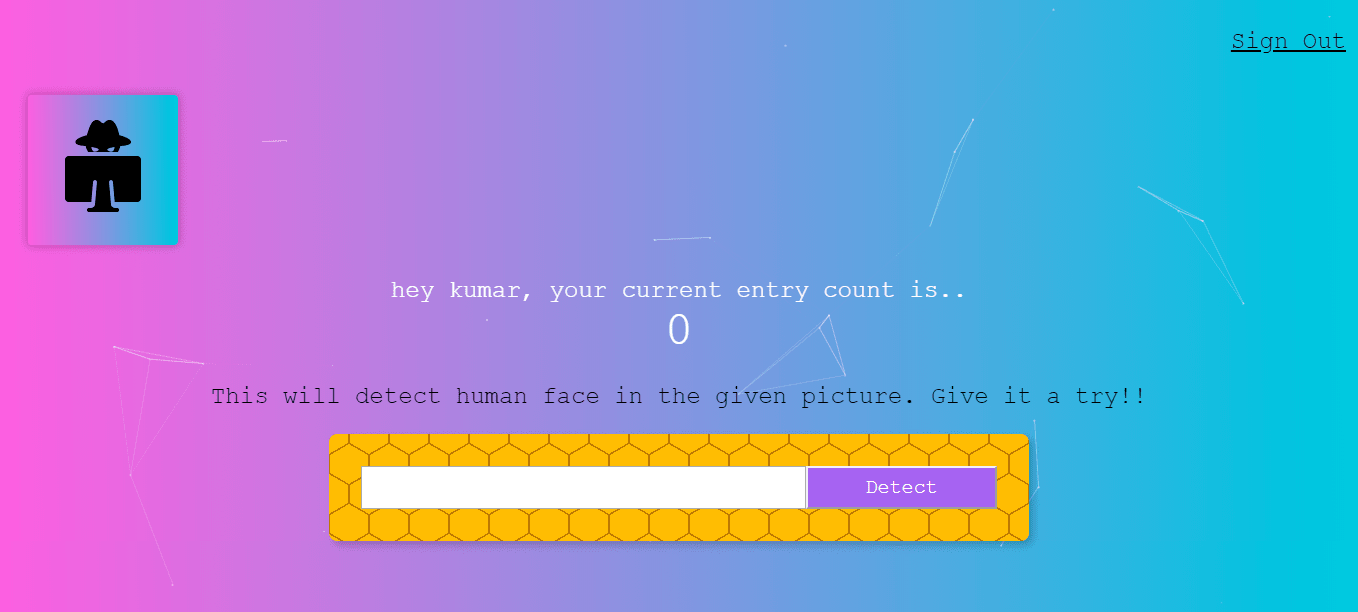 Sign Out
hey kumar, your current entry count is..
0
This will detect human face in the given picture. Give it a try!!
Detect